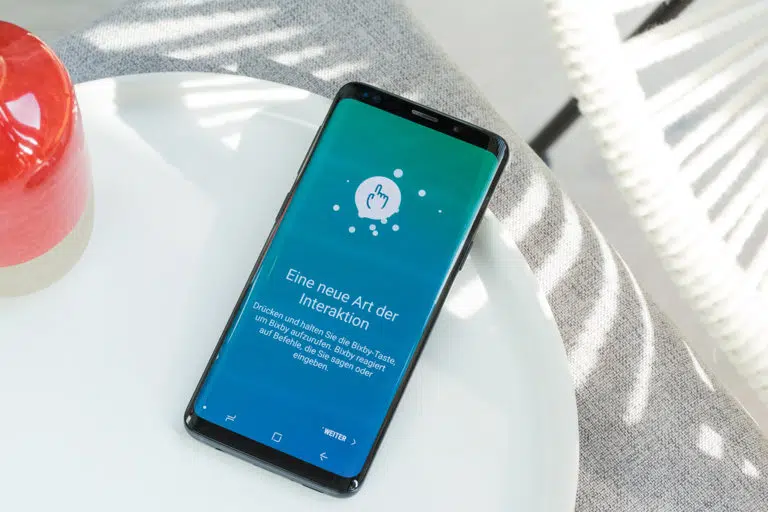 Eine neue Art der
Interaktion
Drücken und halten Sie die Bixby-Taste,
um Bixby aufzurufen. Bixby reagiert
auf Befehle, die Sie sagen oder
eingeben.
WEITER